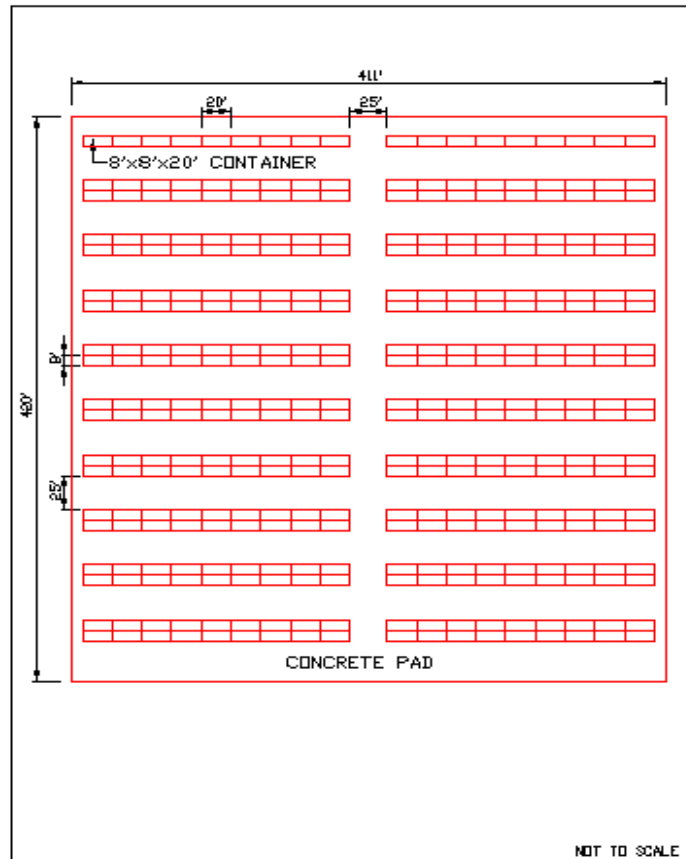 411'
20'
25'
8'x8'x20' CONTAINER
8'
420'
25'
CONCRETE PAD
NOT TO SCALE